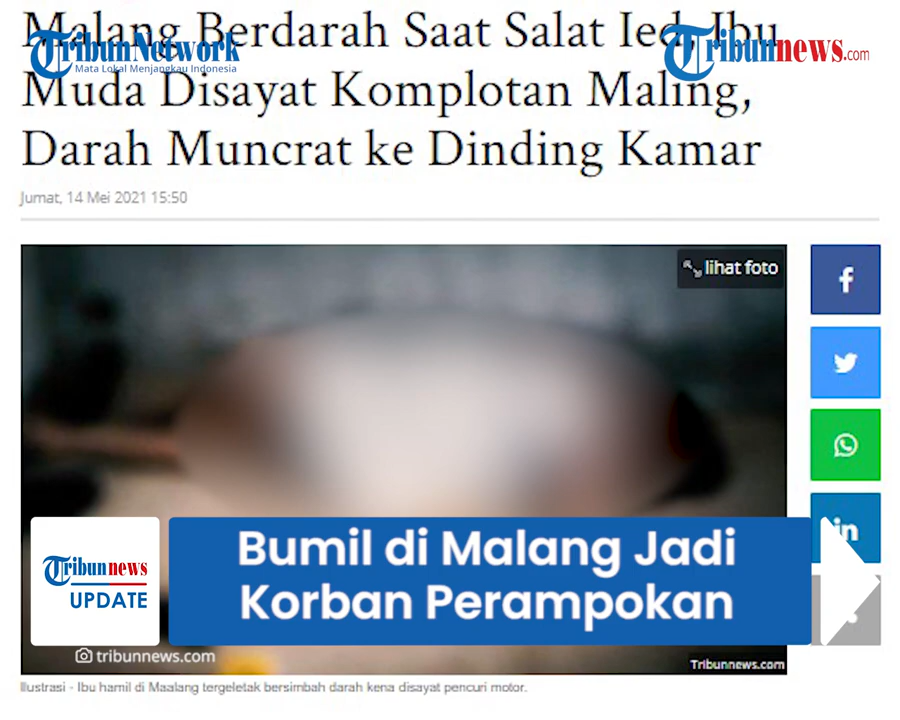 Malang Berdarah Saat Salat Ied, Ibu
TribunNetwork
Mata Lokal Menjangkau Indonesia
Tribunnews.com
Muda Disayat Komplotan Maling,
Darah Muncrat ke Dinding Kamar
Jumat, 14 Mei 2021 15:50
lihat foto
f
in
Bumil di Malang Jadi
Korban Perampokan
Tribunnews
UPDATE
tribunnews.com
Tribunnews.com
Ilustrasi - Ibu hamil di Maalang tergeletak bersimbah darah kena disayat pencuri motor.